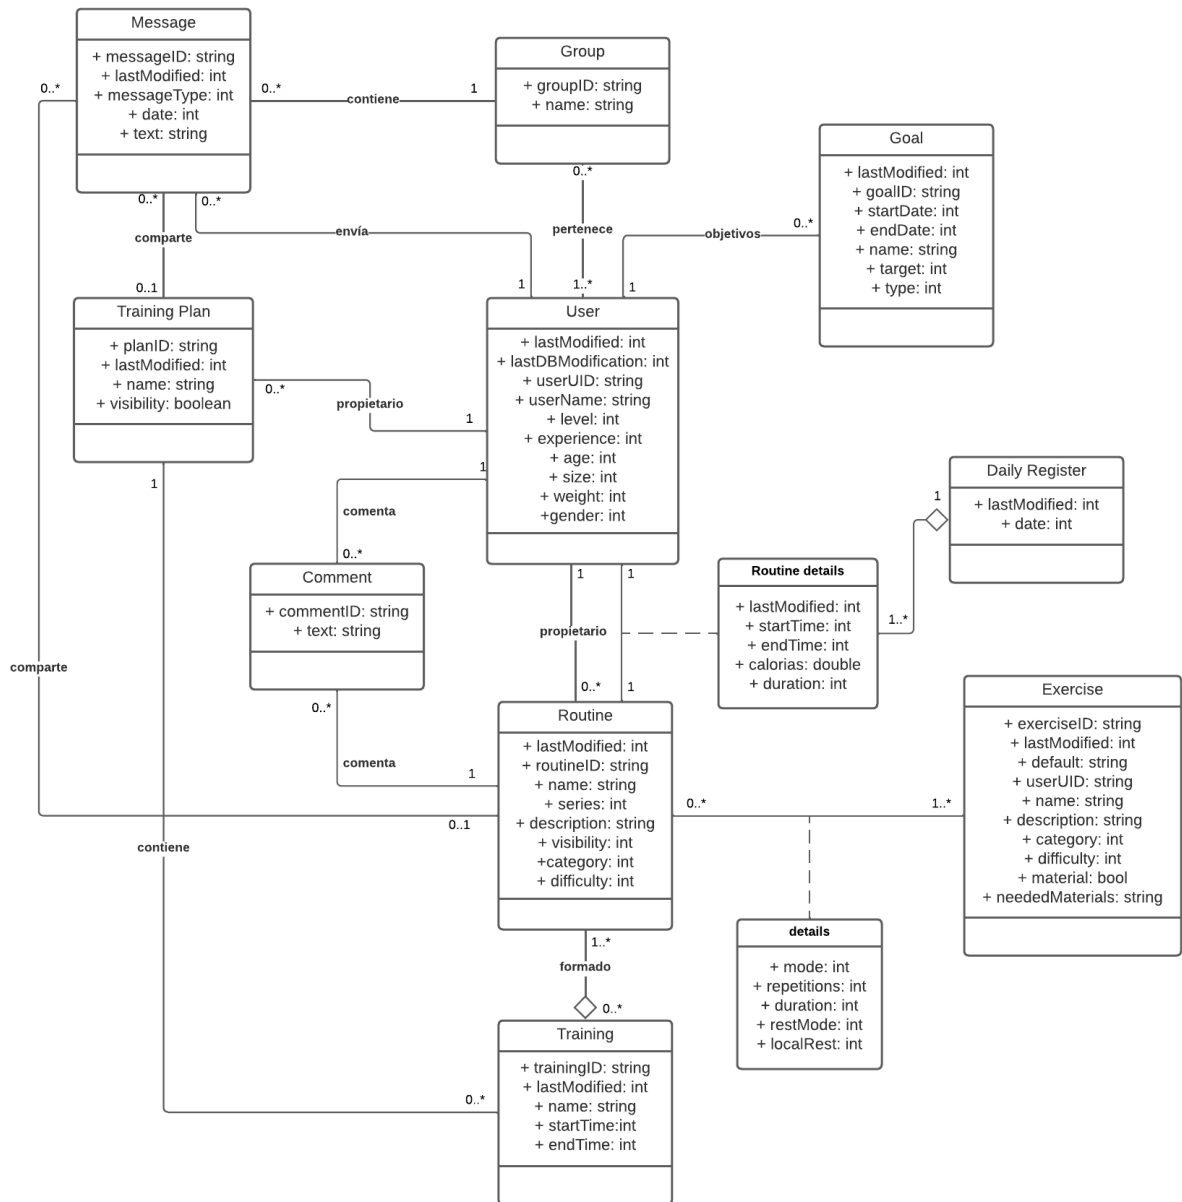 Message
+ messageID: string
+ lastModified: int
+ messageType: int
+ date: int
+ text: string
Group
+ groupID: string
+ name: string
0..*
0..*
contiene
1
Goal
+ lastModified: int
+ goalID: string
+ startDate: int
+ endDate: int
+ name: string
+ target: int
+ type: int
0..*
0..*
0..*
comparte
envía
pertenece
objetivos
0..*
0..1
1
1..*
1
Training Plan
+ planID: string
+ lastModified: int
+ name: string
+ visibility: boolean
User
+ lastModified: int
+ lastDBModification: int
+ userUID: string
+ userName: string
+ level: int
+ experience: int
+ age: int
+ size: int
+ weight: int
+gender: int
0..*
propietario
1
1
1
comenta
0..*
Daily Register
+ lastModified: int
+ date: int
1
1..*
Comment
+ commentID: string
+ text: string
Routine details
+ lastModified: int
+ startTime: int
+ endTime: int
+ calorias: double
+ duration: int
1
1
propietario
0..*
1
comparte
0..*
comenta
1
Routine
+ lastModified: int
+ routineID: string
+ name: string
+ series: int
+ description: string
+ visibility: int
+category: int
+ difficulty: int
Exercise
+ exerciseID: string
+ lastModified: int
+ default: string
+ userUID: string
+ name: string
+ description: string
+ category: int
+ difficulty: int
+ material: bool
+ neededMaterials: string
0..*
1..*
0..1
contiene
details
+ mode: int
+ repetitions: int
+ duration: int
+ restMode: int
+ localRest: int
1..*
formado
0..*
Training
+ trainingID: string
+ lastModified: int
+ name: string
+ startTime:int
+ endTime: int
0..*